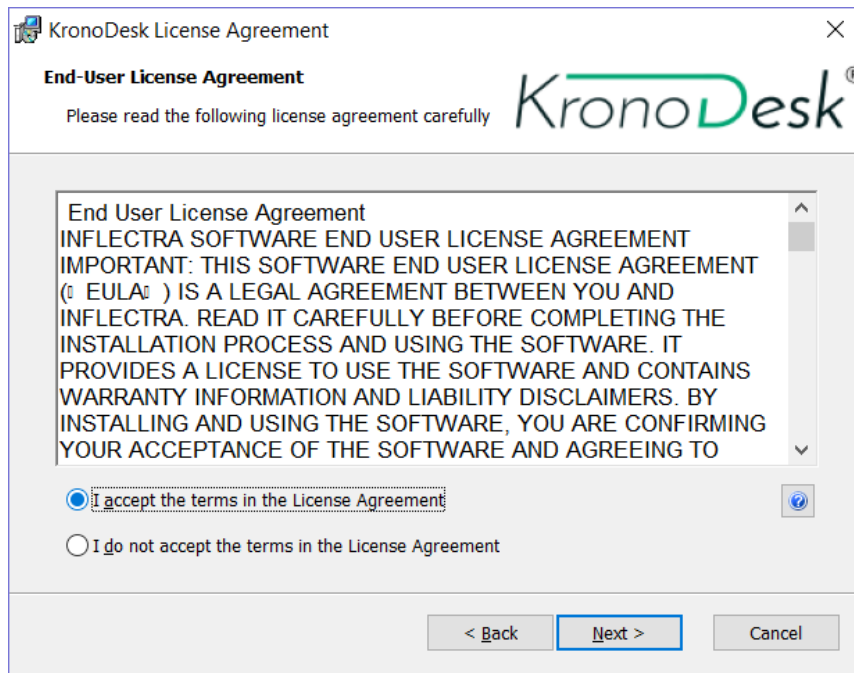 KronoDesk License Agreement
End-User License Agreement
Please read the following license agreement carefully
KronoDesk®
End User License Agreement
INFLECTRA SOFTWARE END USER LICENSE AGREEMENT
IMPORTANT: THIS SOFTWARE END USER LICENSE AGREEMENT
(▯ EULA▯ ) IS A LEGAL AGREEMENT BETWEEN YOU AND
INFLECTRA. READ IT CAREFULLY BEFORE COMPLETING THE
INSTALLATION PROCESS AND USING THE SOFTWARE. IT
PROVIDES A LICENSE TO USE THE SOFTWARE AND CONTAINS
WARRANTY INFORMATION AND LIABILITY DISCLAIMERS. BY
INSTALLING AND USING THE SOFTWARE, YOU ARE CONFIRMING
YOUR ACCEPTANCE OF THE SOFTWARE AND AGREEING TO
I accept the terms in the License Agreement
I do not accept the terms in the License Agreement
< Back
Next >
Cancel